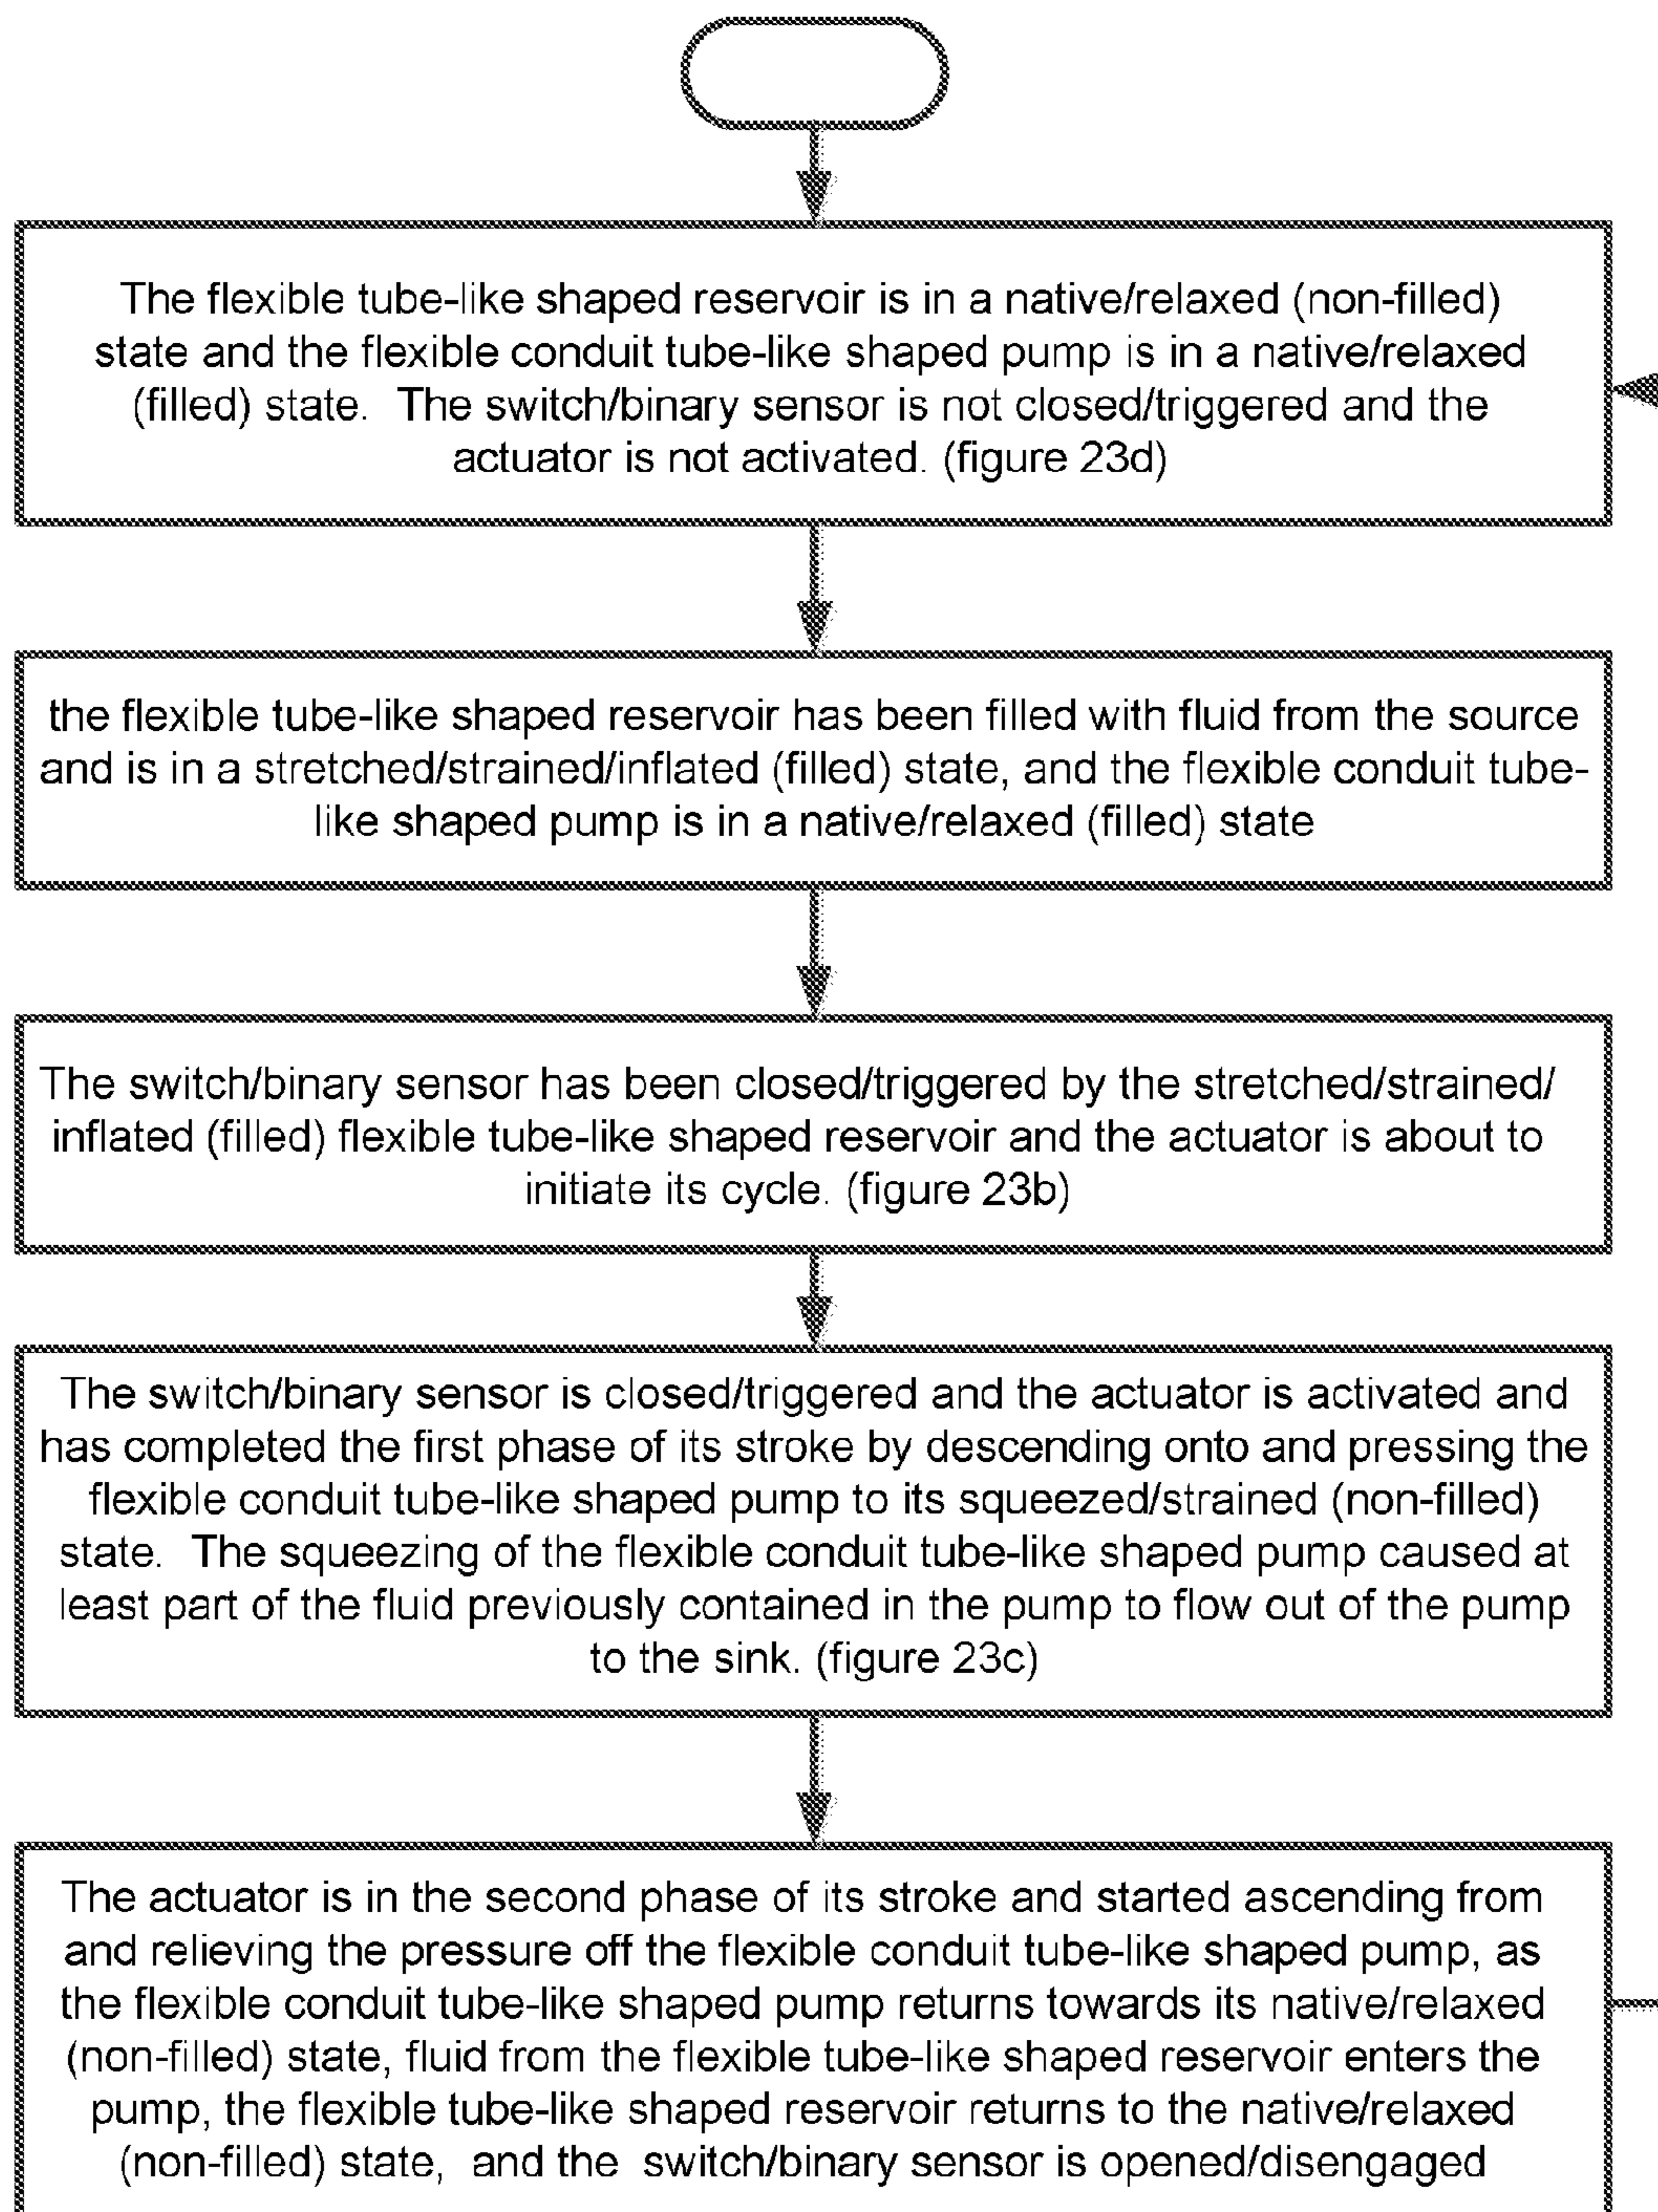 The flexible tube-like shaped reservoir is in a native/relaxed (non-filled)
state and the flexible conduit tube-like shaped pump is in a native/relaxed
(filled) state.  The switch/binary sensor is not closed/triggered and the
actuator is not activated. (figure 23d)
the flexible tube-like shaped reservoir has been filled with fluid from the source
and is in a stretched/strained/inflated (filled) state, and the flexible conduit tube-
like shaped pump is in a native/relaxed (filled) state
The switch/binary sensor has been closed/triggered by the stretched/strained/
inflated (filled) flexible tube-like shaped reservoir and the actuator is about to
initiate its cycle. (figure 23b)
The switch/binary sensor is closed/triggered and the actuator is activated and
has completed the first phase of its stroke by descending onto and pressing the
flexible conduit tube-like shaped pump to its squeezed/strained (non-filled)
state.  The squeezing of the flexible conduit tube-like shaped pump caused at
least part of the fluid previously contained in the pump to flow out of the pump
to the sink. (figure 23c)
The actuator is in the second phase of its stroke and started ascending from
and relieving the pressure off the flexible conduit tube-like shaped pump, as
the flexible conduit tube-like shaped pump returns towards its native/relaxed
(non-filled) state, fluid from the flexible tube-like shaped reservoir enters the
pump, the flexible tube-like shaped reservoir returns to the native/relaxed
(non-filled) state,  and the  switch/binary sensor is opened/disengaged